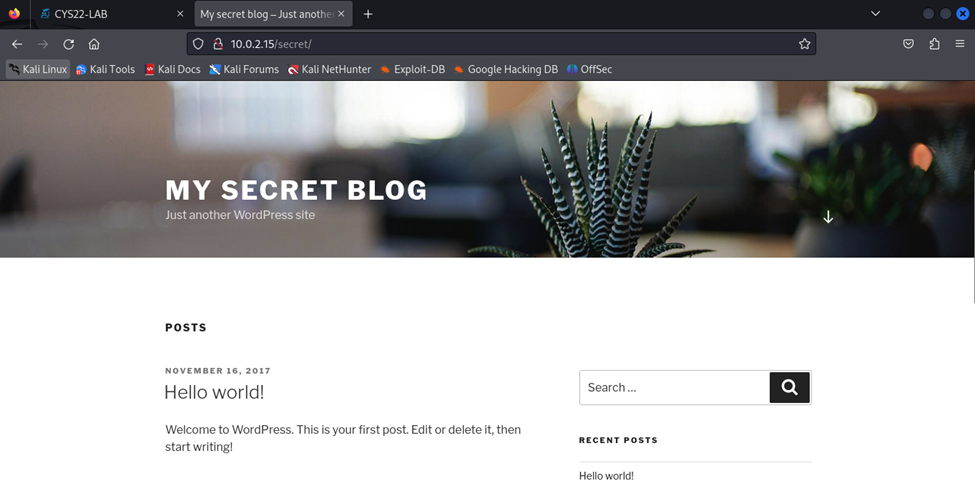 CYS22-LAB
My secret blog – Just another
10.0.2.15/secret/
Kali Linux Kali Tools Kali Docs Kali Forums Kali NetHunter Exploit-DB Google Hacking DB OffSec
MY SECRET BLOG
Just another WordPress site
POSTS
NOVEMBER 16, 2017
Hello world!
Welcome to WordPress. This is your first post. Edit or delete it, then
start writing!
Search …
RECENT POSTS
Hello world!